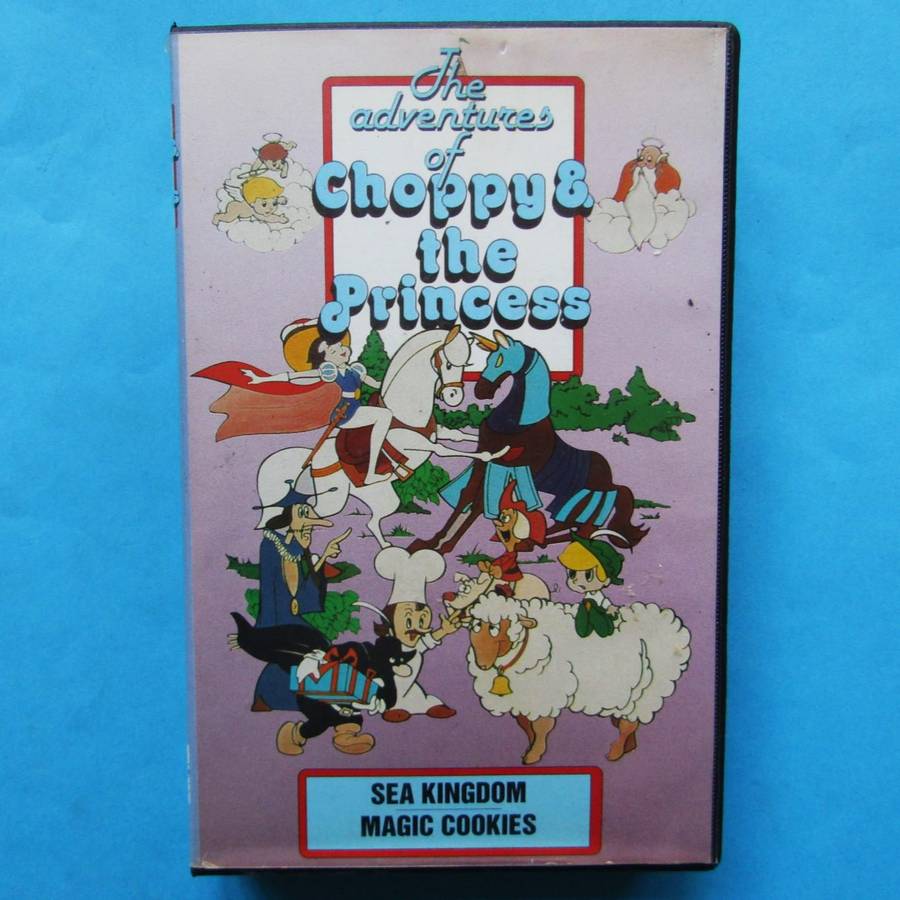 The
adventures
of
Choppy &
the
Princess
SEA KINGDOM
MAGIC COOKIES